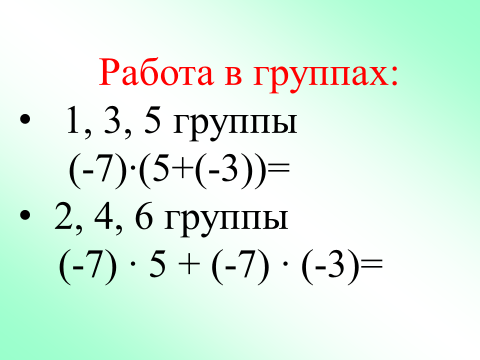 Работа в группах:
• 1, 3, 5 группы
(-7)·(5+(-3))=
• 2, 4, 6 группы
(-7) · 5 + (-7) · (-3)=